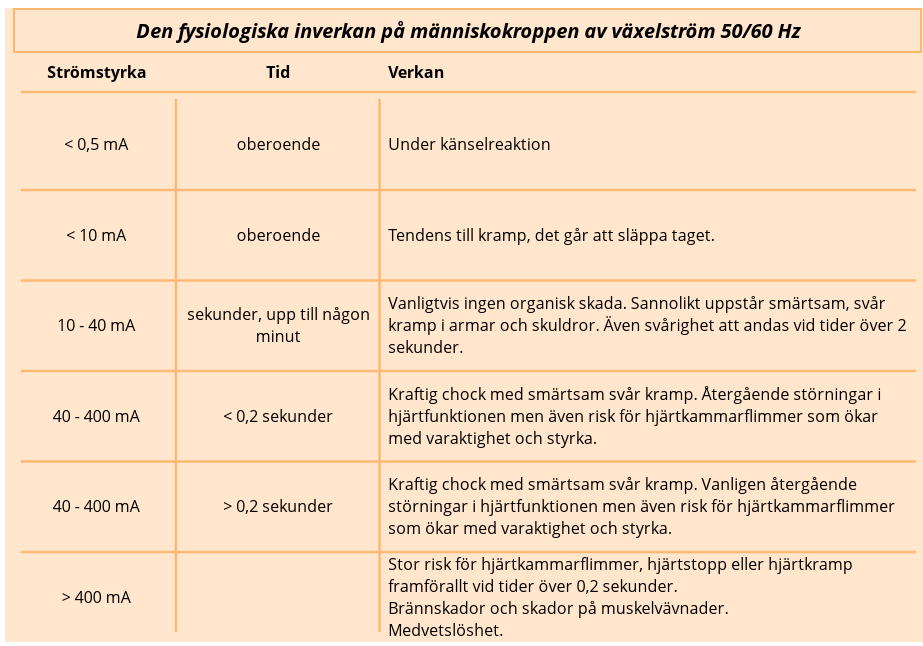 Den fysiologiska inverkan på människokroppen av växelström 50/60 Hz
Strömstyrka Tid Verkan
< 0,5 mA oberoende Under känselreaktion
< 10 mA oberoende Tendens till kramp, det går att släppa taget.
10 - 40 mA
sekunder, upp till någon
minut
Vanligtvis ingen organisk skada. Sannolikt uppstår smärtsam, svår
kramp i armar och skuldror. Även svårighet att andas vid tider över 2
sekunder.
40 - 400 mA
< 0,2 sekunder
Kraftig chock med smärtsam svår kramp. Återgående störningar i
hjärtfunktionen men även risk för hjärtkammarflimmer som ökar
med varaktighet och styrka.
40 - 400 mA
> 0,2 sekunder
Kraftig chock med smärtsam svår kramp. Vanligen återgående
störningar i hjärtfunktionen men även risk för hjärtkammarflimmer
som ökar med varaktighet och styrka.
> 400 mA
Stor risk för hjärtkammarflimmer, hjärtstopp eller hjärtkramp
framförallt vid tider över 0,2 sekunder.
Brännskador och skador på muskelvävnader.
Medvetslöshet.